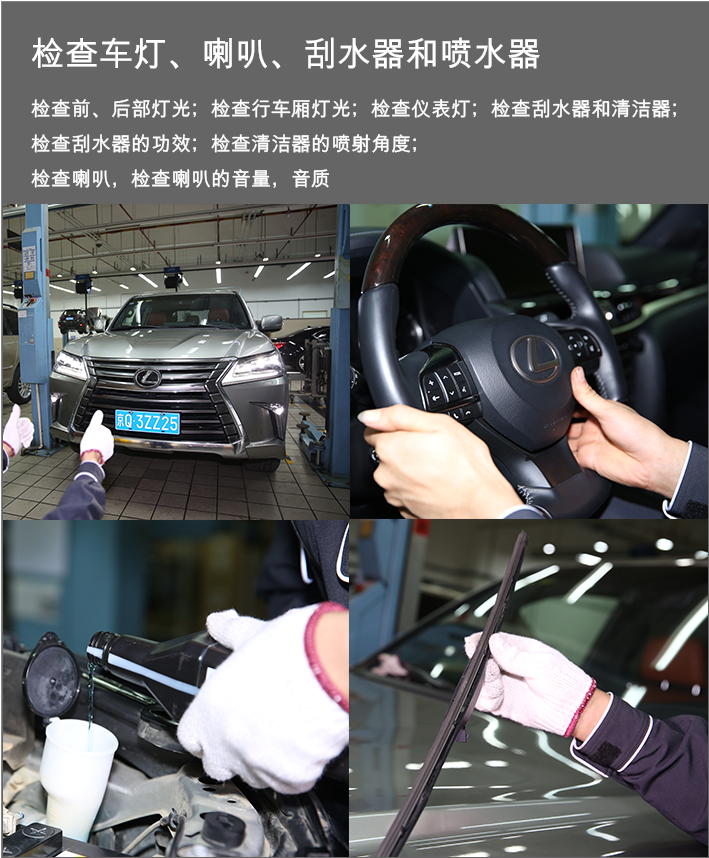 检查车灯、喇叭、刮水器和喷水器
检查前、后部灯光；检查行车厢灯光；检查仪表灯；检查刮水器和清洁器；
检查刮水器的功效；检查清洁器的喷射角度；
检查喇叭，检查喇叭的音量，音质
京Q·3ZZ25